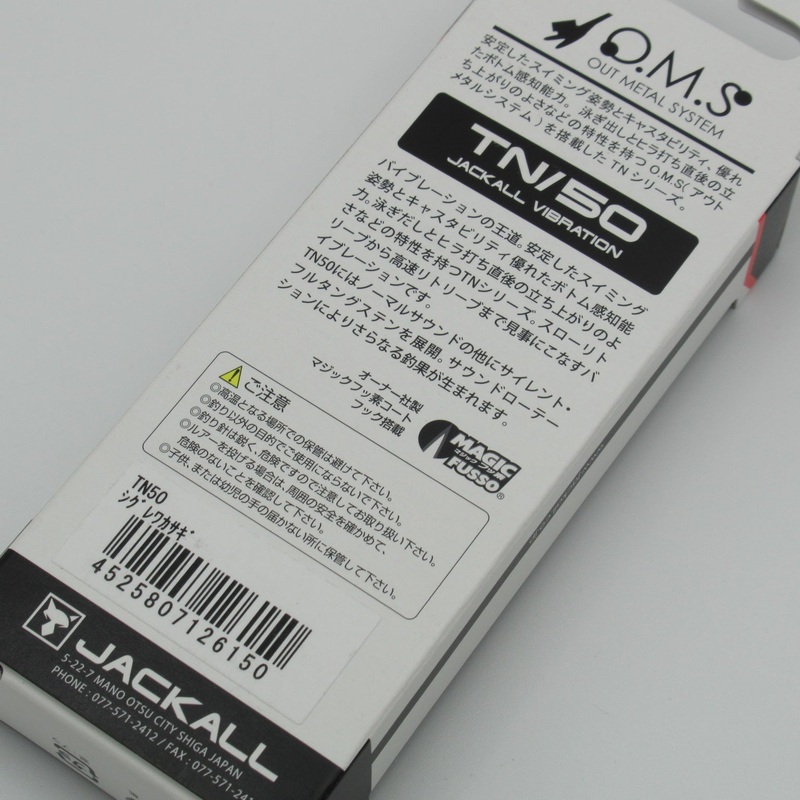 O.M.S
OUT METAL SYSTEM
安定したスイミング姿勢とキャスタビリティ、優れ
たボトム感知能力。泳ぎ出しとヒラ打ち直後の立
ち上がりのよさなどの特性を持つO.M.S(アウト
メタルシステム)を搭載したTNシリーズ。
TN/50
JACKALL VIBRATION
バイブレーションの王道。安定したスイミング
姿勢とキャスタビリティ優れたボトム感知能
力。泳ぎだしとヒラ打ち直後の立ち上がりのよ
さなどの特性を持つTNシリーズ。スローリト
リーブから高速リトリーブまで見事にこなすバ
イブレーションです。
TN50にはノーマルサウンドの他にサイレント・
フルタングステンを展開。サウンドローテー
ションによりさらなる釣果が生まれます。
オーナー社製
マジックフッ素コート
フック搭載
MAGIC
マジックフッ素
FUSSO®
ご注意
◎高温となる場所での保管は避けて下さい。
◎釣り以外の目的でご使用にならないで下さい。
◎釣り針は鋭く、危険ですので注意してお取り扱い下さい。
◎ルアーを投げる場合は、周囲の安全を確かめて、
危険のないことを確認して下さい。
◎子供、または幼児の手の届かない所に保管して下さい。
TN50
シグ レワカサギ
4525807126150
JACKALL
5-22-7 MANO OTSU CITY SHIGA JAPAN
PHONE : 077-571-2412 / FAX : 077-571-241